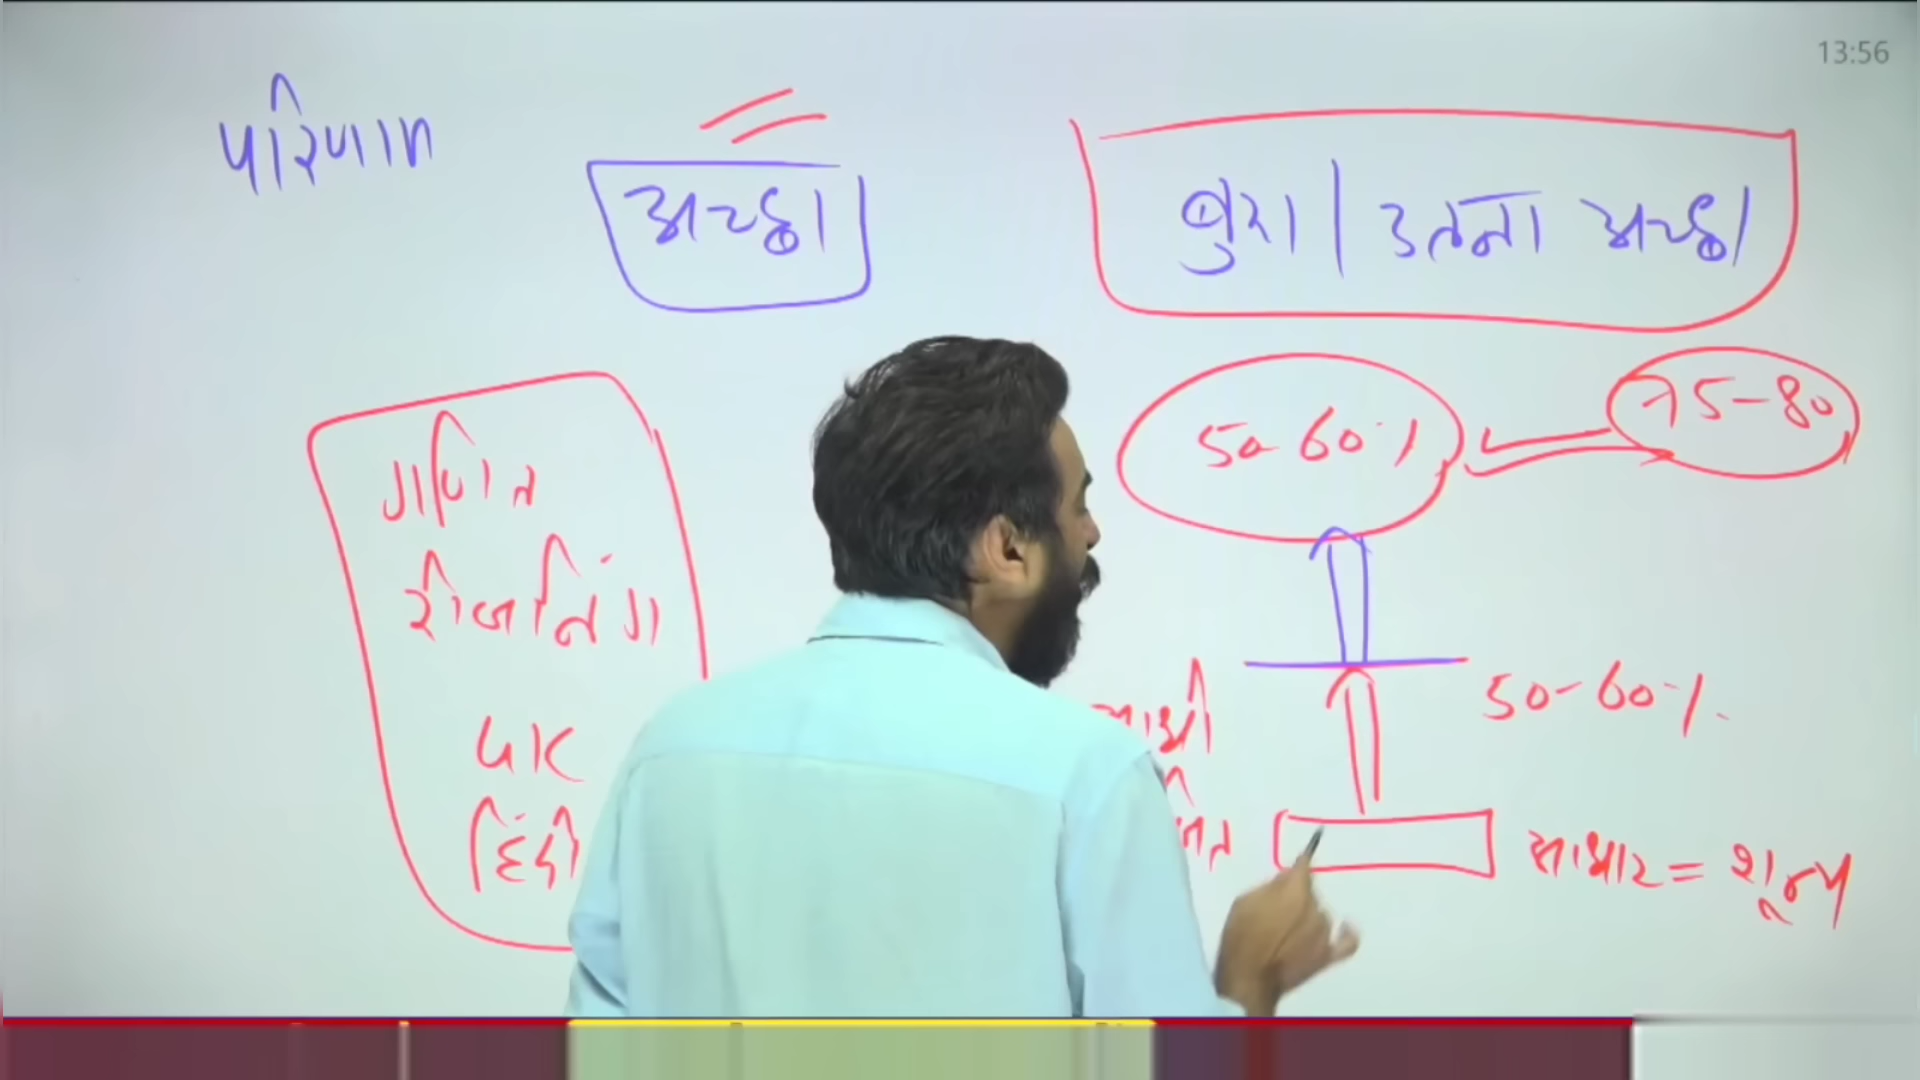 13:56
परिणाम
अच्छा
बुरा | उतना अच्छा
50-60%
75-80
गणित
रीजनिंग
GK
हिंदी
50-60%
साथी
आधार = शून्य